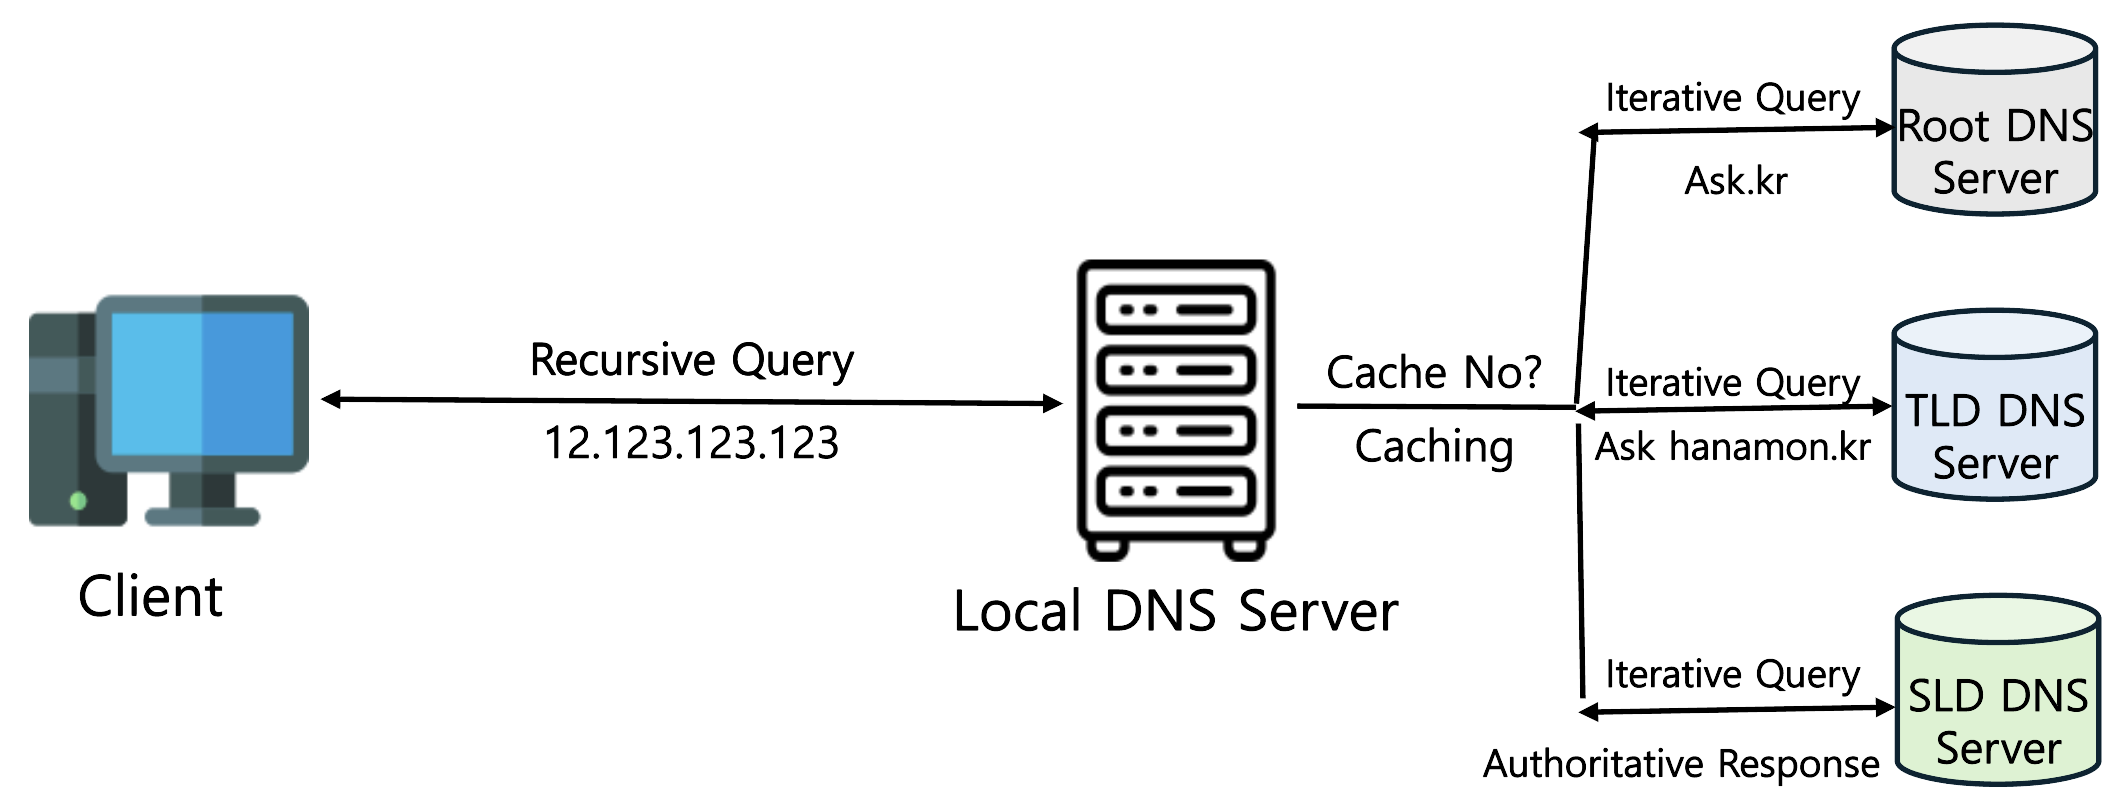 Recursive Query
12.123.123.123
Client
Local DNS Server
Cache No?
Caching
Iterative Query
Ask.kr
Root DNS
Server
Iterative Query
Ask hanamon.kr
TLD DNS
Server
Iterative Query
Authoritative Response
SLD DNS
Server